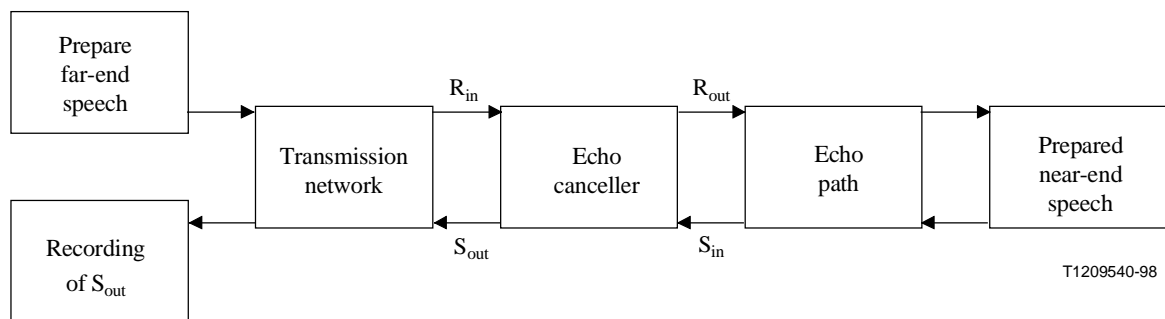 Prepare
far-end
speech
R_in
R_out
Transmission
network
Echo
canceller
Echo
path
Prepared
near-end
speech
S_out
S_in
Recording
of S_out
T1209540-98